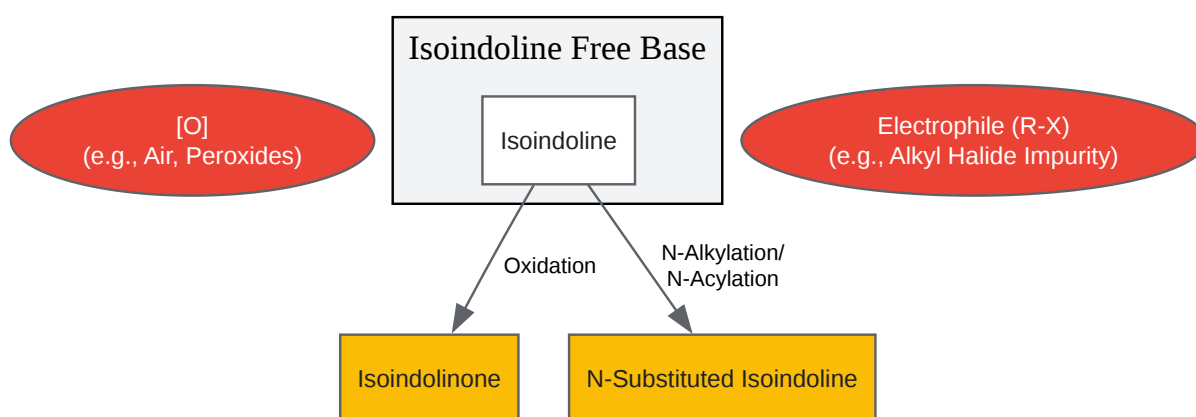 Isoindoline Free Base
[O]
(e.g., Air, Peroxides)
Isoindoline
Electrophile (R-X)
(e.g., Alkyl Halide Impurity)
Oxidation
N-Alkylation/
N-Acylation
Isoindolinone
N-Substituted Isoindoline